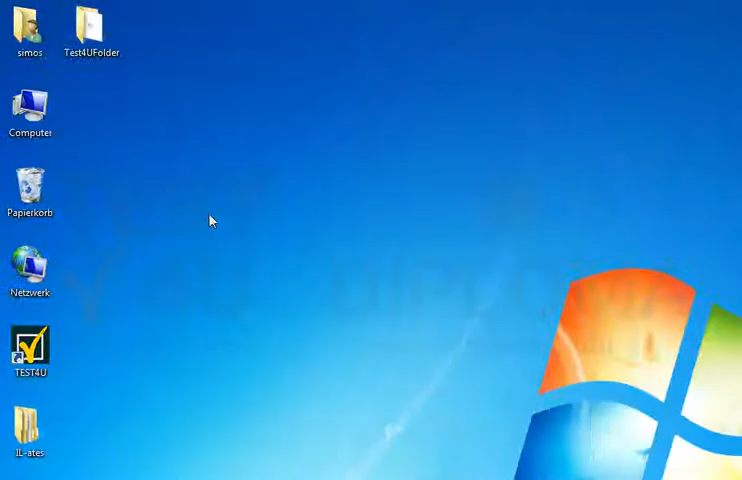 simos
Test4UFolder
Computer
Papierkorb
Netzwerk
TEST4U
IL-ates